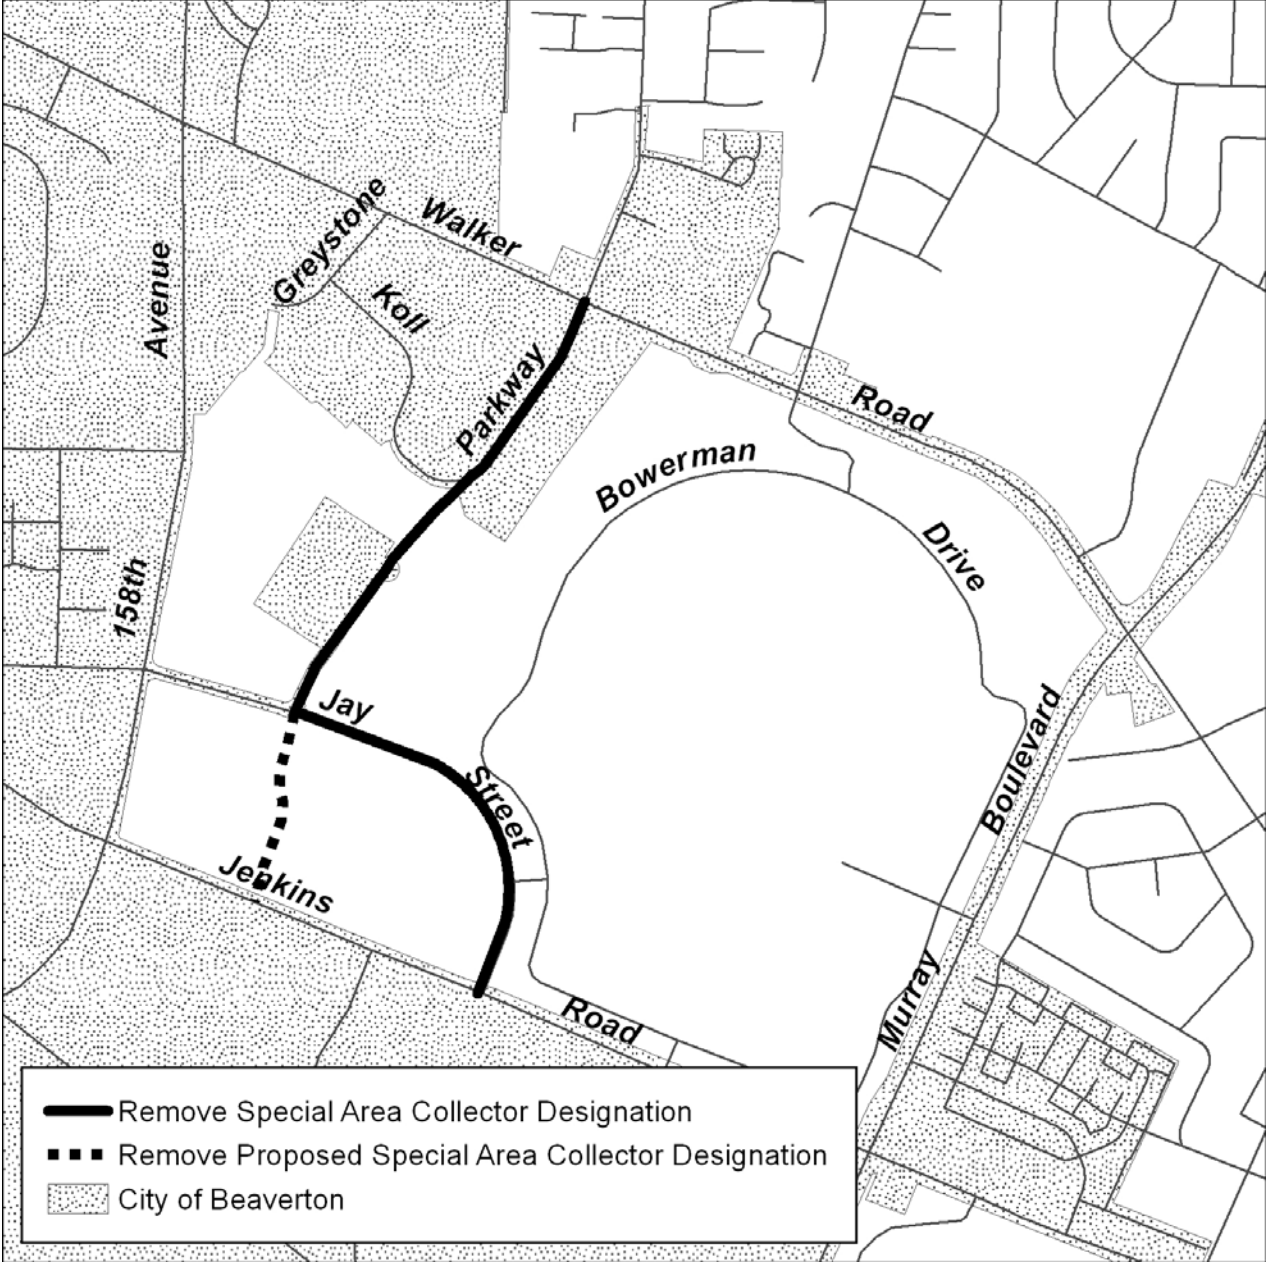 Greystone
Walker
Avenue
Koll
Parkway
Road
Bowerman
Drive
158th
Jay
Street
Boulevard
Jenkins
Road
Murray
Remove Special Area Collector Designation
Remove Proposed Special Area Collector Designation
City of Beaverton